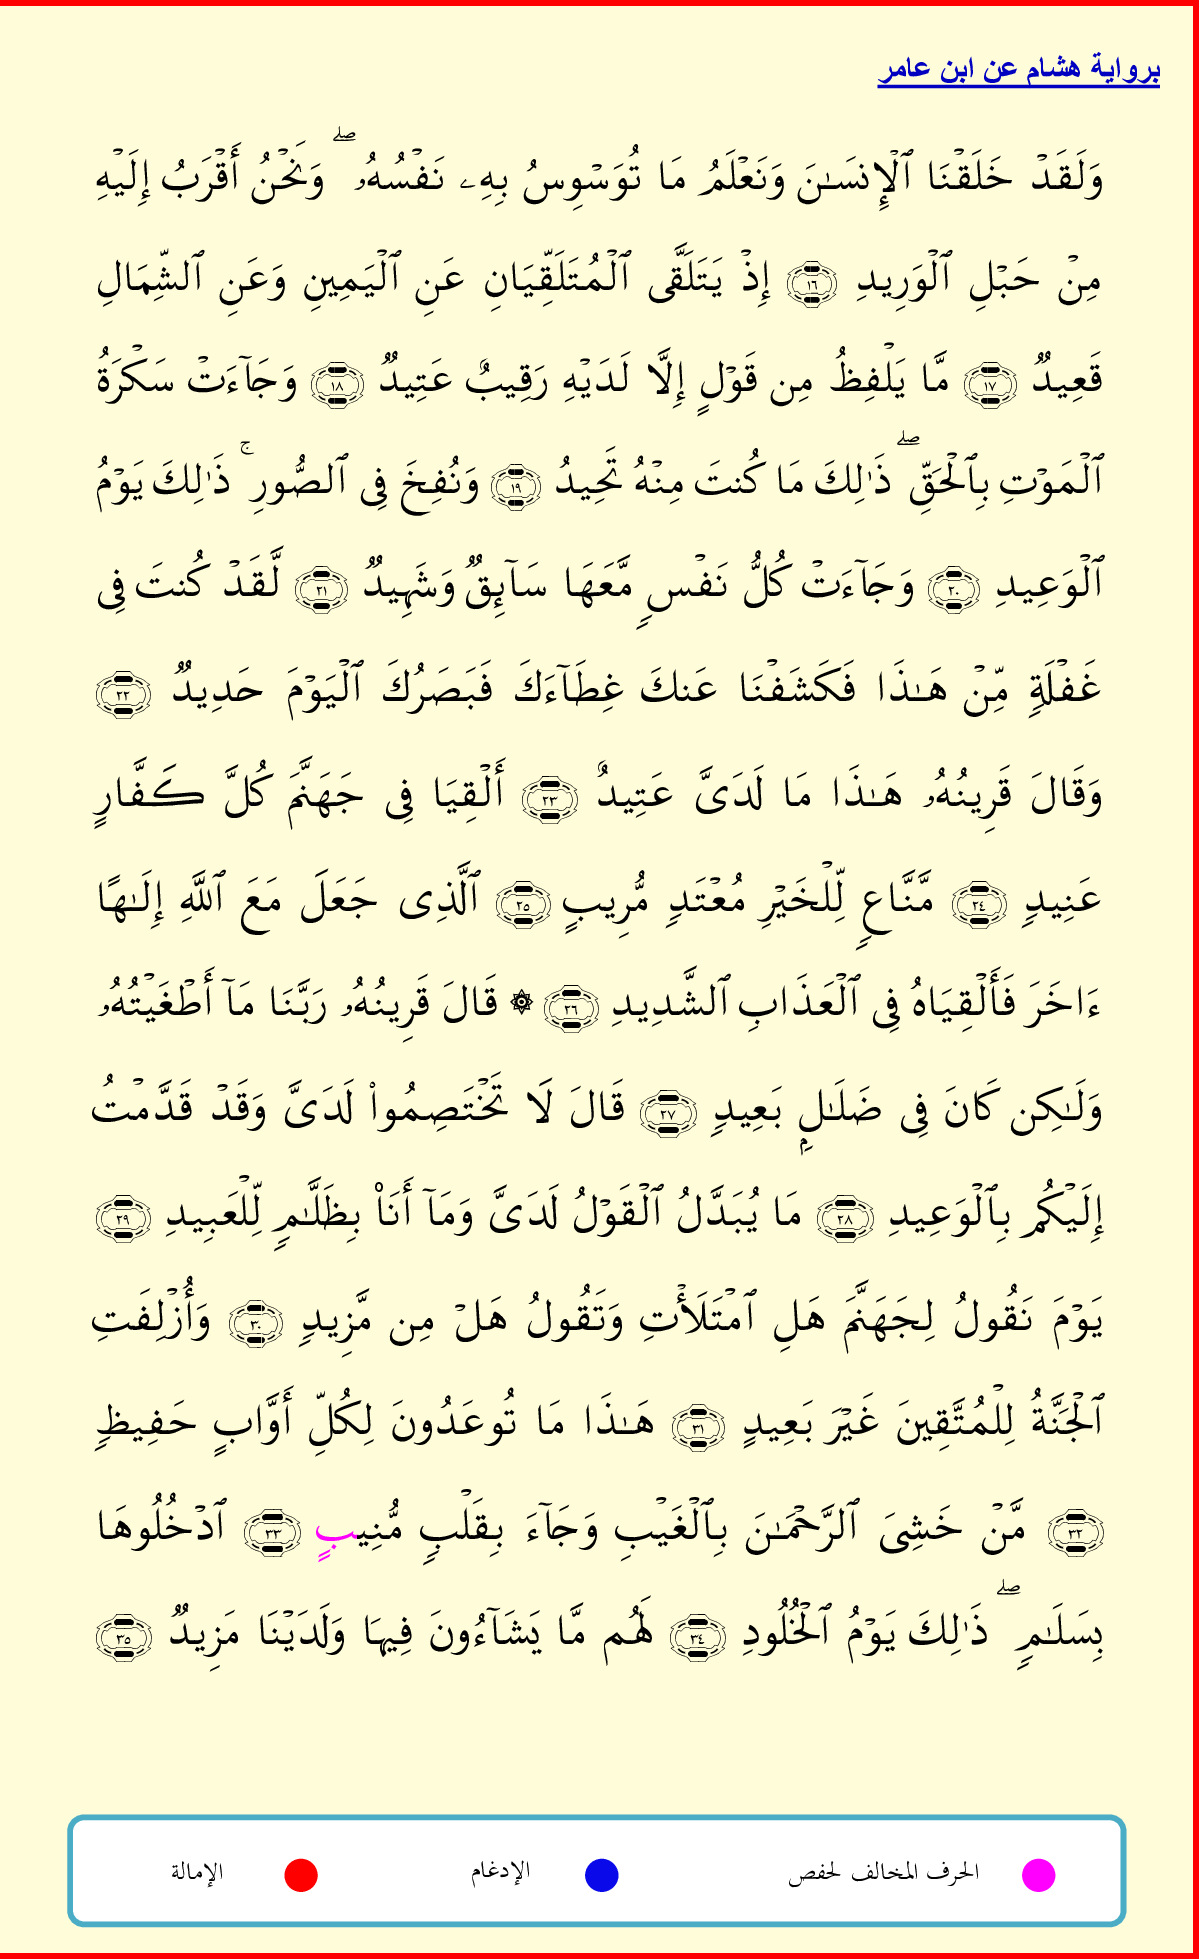 برواية هشام عن ابن عامر
وَلَقَدۡ خَلَقۡنَا ٱلۡإِنسَـٰنَ وَنَعۡلَمُ مَا تُوَسۡوِسُ بِهِۦ نَفۡسُهُۥۖ وَنَحۡنُ أَقۡرَبُ إِلَيۡهِ
مِنۡ حَبۡلِ ٱلۡوَرِيدِ ١٦ إِذۡ يَتَلَقَّى ٱلۡمُتَلَقِّيَانِ عَنِ ٱلۡيَمِينِ وَعَنِ ٱلشِّمَالِ
قَعِيدٌ ١٧ مَّا يَلۡفِظُ مِن قَوۡلٍ إِلَّا لَدَيۡهِ رَقِيبٌ عَتِيدٌ ١٨ وَجَآءَتۡ سَكۡرَةُ
ٱلۡمَوۡتِ بِٱلۡحَقِّۖ ذَٰلِكَ مَا كُنتَ مِنۡهُ تَحِيدُ ١٩ وَنُفِخَ فِى ٱلصُّورِۚ ذَٰلِكَ يَوۡمُ
ٱلۡوَعِيدِ ٢٠ وَجَآءَتۡ كُلُّ نَفۡسٍ مَّعَهَا سَآئِقٌ وَشَهِيدٌ ٢١ لَّقَدۡ كُنتَ فِى
غَفۡلَةٍ مِّنۡ هَـٰذَا فَكَشَفۡنَا عَنكَ غِطَآءَكَ فَبَصَرُكَ ٱلۡيَوۡمَ حَدِيدٌ ٢٢
وَقَالَ قَرِينُهُۥ هَـٰذَا مَا لَدَىَّ عَتِيدٌ ٢٣ أَلۡقِيَا فِى جَهَنَّمَ كُلَّ كَفَّارٍ
عَنِيدٍ ٢٤ مَّنَّاعٍ لِّلۡخَيۡرِ مُعۡتَدٍ مُّرِيبٍ ٢٥ ٱلَّذِى جَعَلَ مَعَ ٱللَّهِ إِلَـٰهًا
ءَاخَرَ فَأَلۡقِيَاهُ فِى ٱلۡعَذَابِ ٱلشَّدِيدِ ٢٦ ۞ قَالَ قَرِينُهُۥ رَبَّنَا مَآ أَطۡغَيۡتُهُۥ
وَلَـٰكِن كَانَ فِى ضَلَـٰلِۭ بَعِيدٍ ٢٧ قَالَ لَا تَخۡتَصِمُوا۟ لَدَىَّ وَقَدۡ قَدَّمۡتُ
إِلَيۡكُم بِٱلۡوَعِيدِ ٢٨ مَا يُبَدَّلُ ٱلۡقَوۡلُ لَدَىَّ وَمَآ أَنَا۠ بِظَلَّـٰمٍ لِّلۡعَبِيدِ ٢٩
يَوۡمَ نَقُولُ لِجَهَنَّمَ هَلِ ٱمۡتَلَأۡتِ وَتَقُولُ هَلۡ مِن مَّزِيدٍ ٣٠ وَأُزۡلِفَتِ
ٱلۡجَنَّةُ لِلۡمُتَّقِينَ غَيۡرَ بَعِيدٍ ٣١ هَـٰذَا مَا تُوعَدُونَ لِكُلِّ أَوَّابٍ حَفِيظٍ
٣٢ مَّنۡ خَشِىَ ٱلرَّحۡمَـٰنَ بِٱلۡغَيۡبِ وَجَآءَ بِقَلۡبٍ مُّنِيبٍ ٣٣ ٱدۡخُلُوهَا
بِسَلَـٰمٍۖ ذَٰلِكَ يَوۡمُ ٱلۡخُلُودِ ٣٤ لَهُم مَّا يَشَآءُونَ فِيهَا وَلَدَيۡنَا مَزِيدٌ ٣٥
الحرف المخالف لحفص الإدغام الإمالة